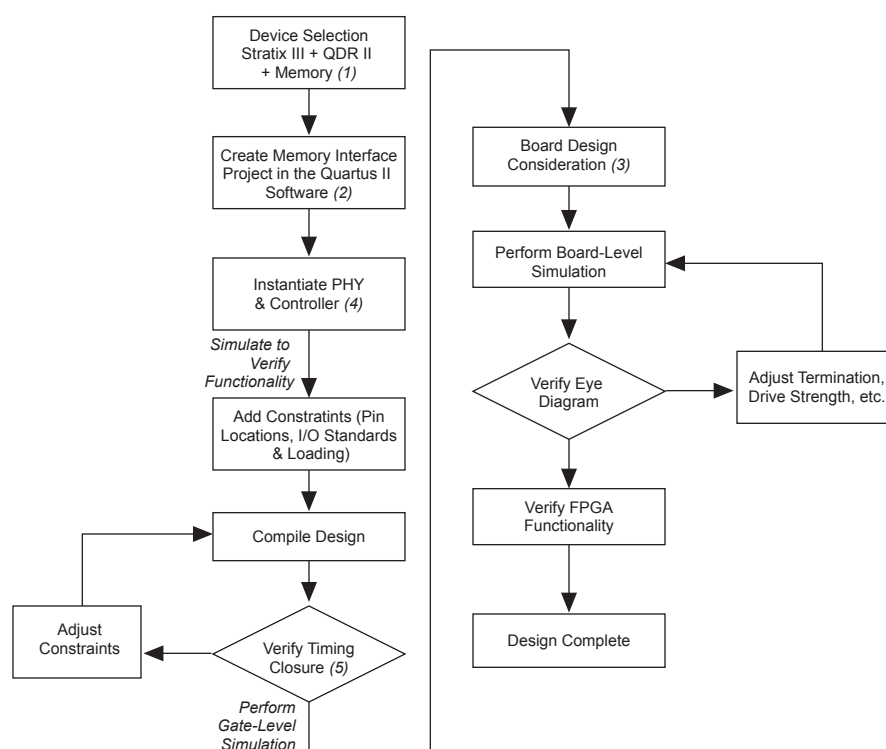 Device Selection
Stratix III + QDR II
+ Memory (1)
Create Memory Interface
Project in the Quartus II
Software (2)
Instantiate PHY
& Controller (4)
Simulate to
Verify
Functionality
Add Constratints (Pin
Locations, I/O Standards
& Loading)
Compile Design
Adjust
Constraints
Verify Timing
Closure (5)
Perform
Gate-Level
Simulation
Board Design
Consideration (3)
Perform Board-Level
Simulation
Verify Eye
Diagram
Adjust Termination,
Drive Strength, etc.
Verify FPGA
Functionality
Design Complete